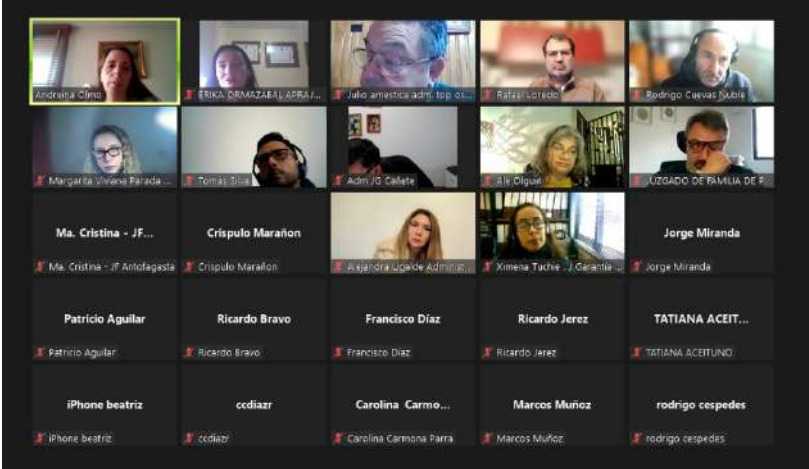 Andreina Olmo
ERIKA ORMAZABAL APRAJ...
Julio arnestica adm. top os...
Rafael Loredo
Rodrigo Cuevas Ñuble
Margarita Viviana Parada ...
Tomas Silva
Adm JG Cañete
Ale Olguin
JUZGADO DE FAMILIA DE P...
Ma. Cristina - JF...
Crispulo Marañon
Jorge Miranda
Ma. Cristina - JF Antofagasta
Crispulo Marañon
Alejandra Ugalde Administ...
Ximena Tuchie . J Garantía ...
Jorge Miranda
Patricio Aguilar
Ricardo Bravo
Francisco Díaz
Ricardo Jerez
TATIANA ACEIT...
Patricio Aguilar
Ricardo Bravo
Francisco Díaz
Ricardo Jerez
TATIANA ACEITUNO
iPhone beatriz
ccdiazr
Carolina Carmo...
Marcos Muñoz
rodrigo cespedes
iPhone beatriz
ccdiazr
Carolina Carmona Parra
Marcos Muñoz
rodrigo cespedes